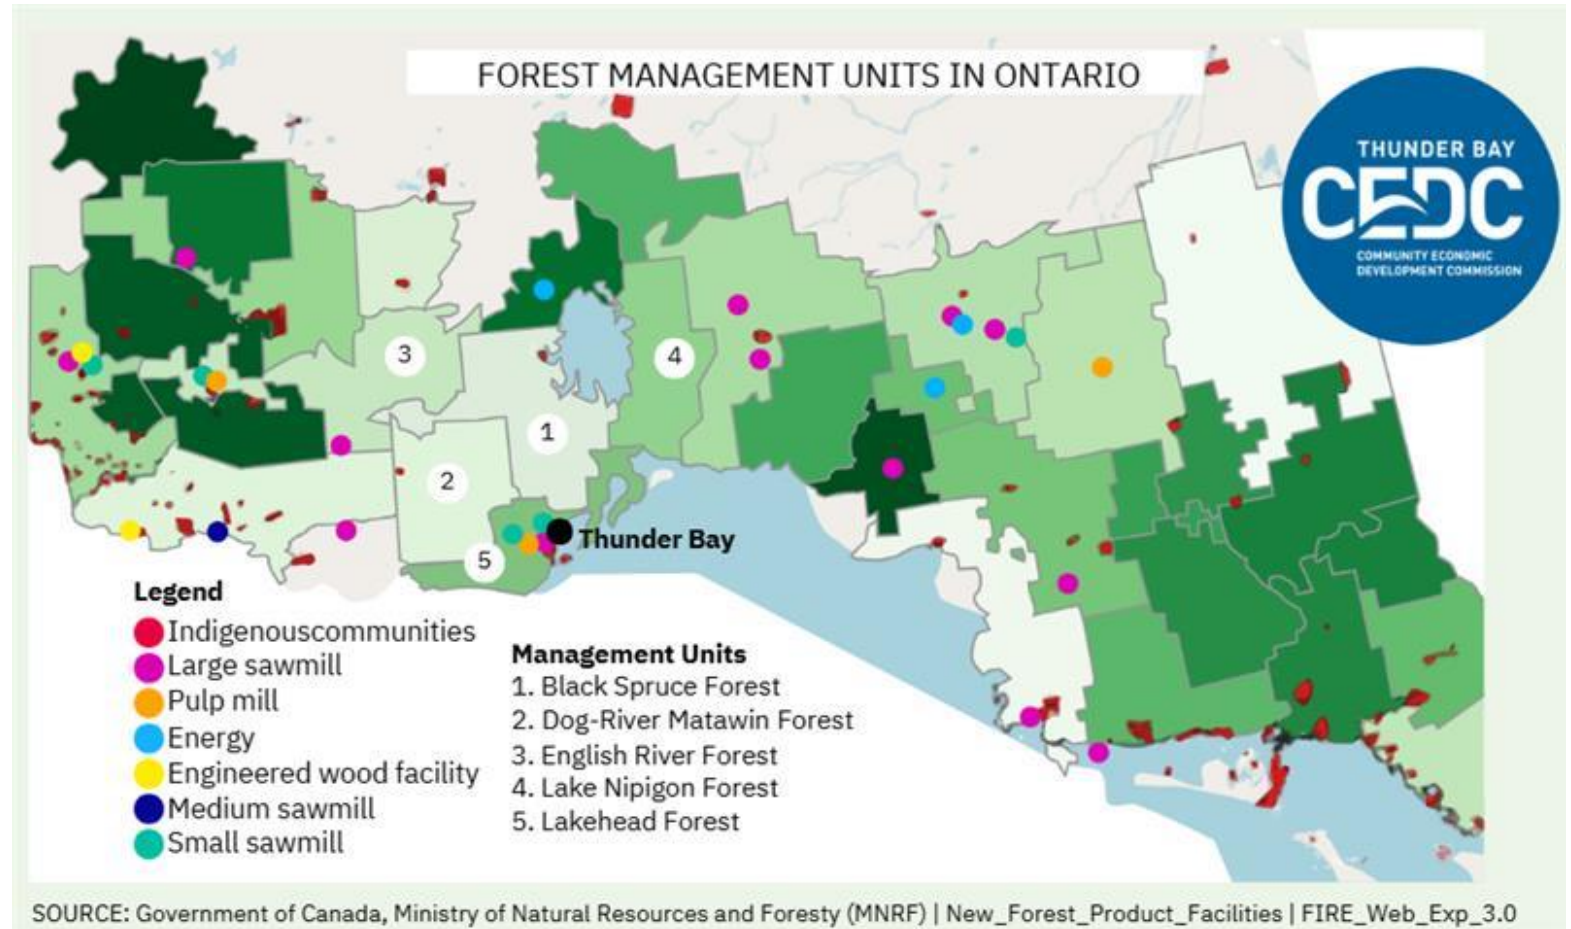 FOREST MANAGEMENT UNITS IN ONTARIO
THUNDER BAY
CEDC
COMMUNITY ECONOMIC
DEVELOPMENT COMMISSION
3
4
1
2
5
Thunder Bay
Legend
Indigenouscommunities
Large sawmill
Pulp mill
Energy
Engineered wood facility
Medium sawmill
Small sawmill
Management Units
1. Black Spruce Forest
2. Dog-River Matawin Forest
3. English River Forest
4. Lake Nipigon Forest
5. Lakehead Forest
SOURCE: Government of Canada, Ministry of Natural Resources and Foresty (MNRF) | New_Forest_Product_Facilities | FIRE_Web_Exp_3.0